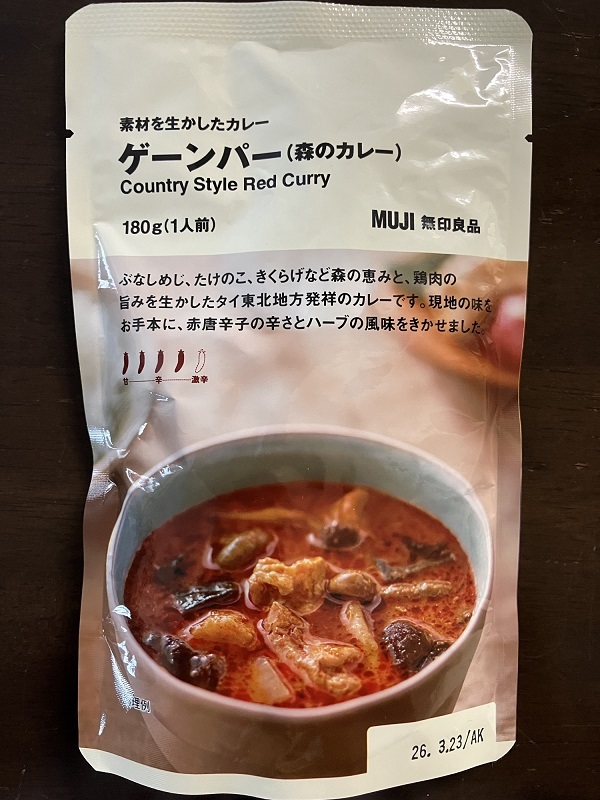 素材を生かしたカレー
ゲーンパー（森のカレー）
Country Style Red Curry
180g（1人前） MUJI 無印良品
ぶなしめじ、たけのこ、きくらげなど森の恵みと、鶏肉の
旨みを生かしたタイ東北地方発祥のカレーです。現地の味を
お手本に、赤唐辛子の辛さとハーブの風味をきかせました。
甘 辛 激辛
理例
26. 3.23/AK